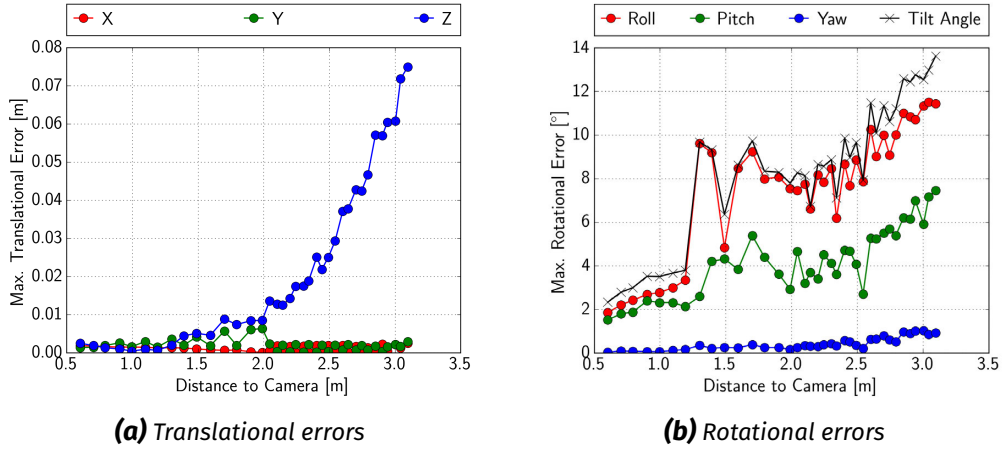 X Y Z
Max. Translational Error [m]
0.08
0.07
0.06
0.05
0.04
0.03
0.02
0.01
0.00
0.5 1.0 1.5 2.0 2.5 3.0 3.5
Distance to Camera [m]
(a) Translational errors
Roll Pitch Yaw Tilt Angle
Max. Rotational Error [°]
14
12
10
8
6
4
2
0
0.5 1.0 1.5 2.0 2.5 3.0 3.5
Distance to Camera [m]
(b) Rotational errors